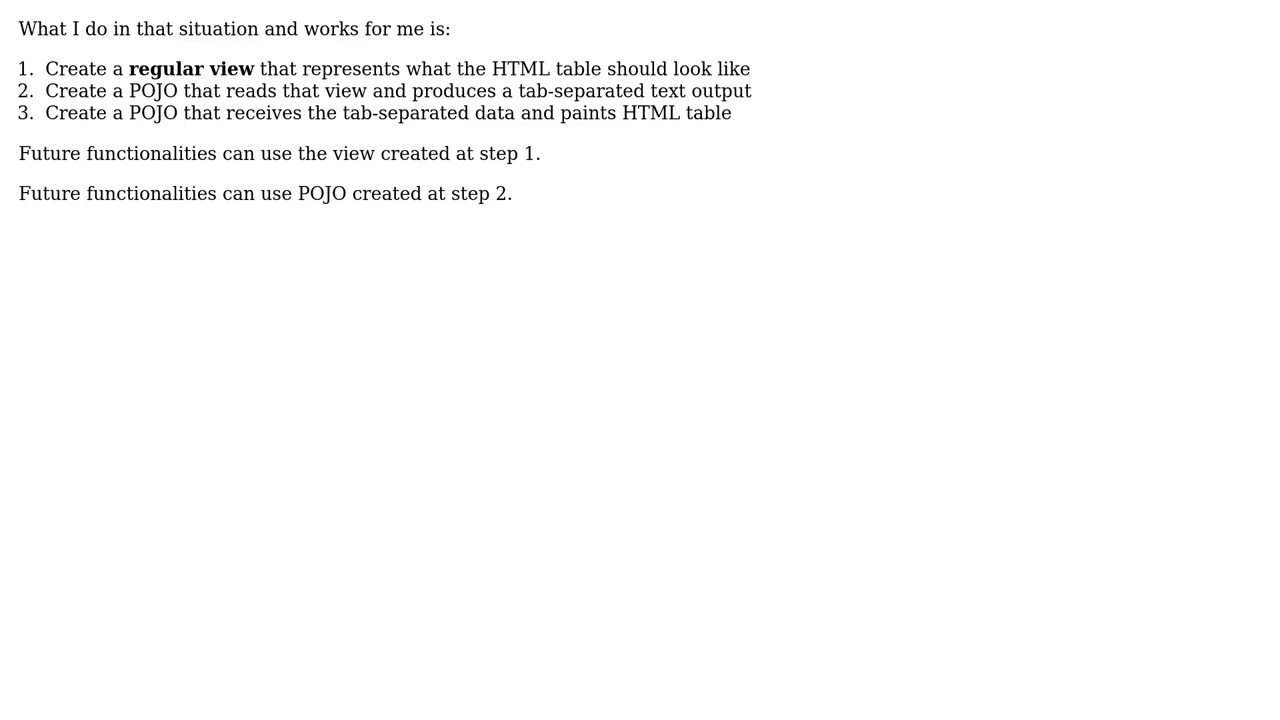 What I do in that situation and works for me is:
1. Create a regular view that represents what the HTML table should look like
2. Create a POJO that reads that view and produces a tab-separated text output
3. Create a POJO that receives the tab-separated data and paints HTML table
Future functionalities can use the view created at step 1.
Future functionalities can use POJO created at step 2.